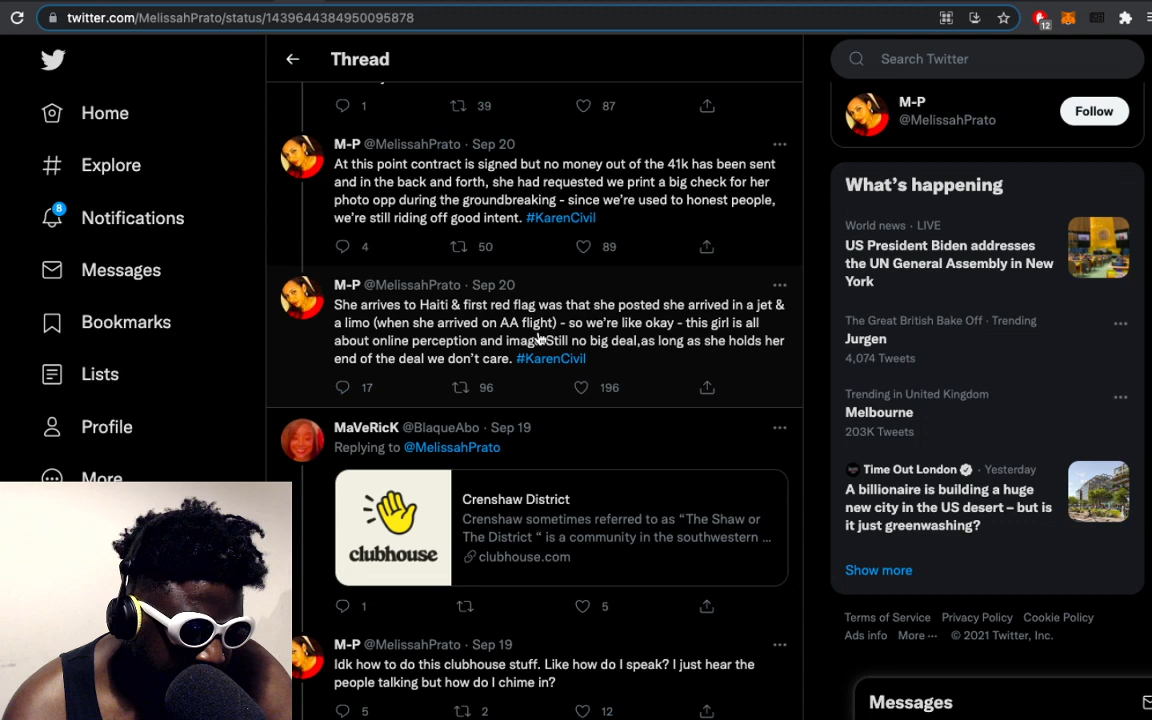 twitter.com/MelissahPrato/status/1439644384950095878
12
Home
Explore
8
Notifications
Messages
Bookmarks
Lists
Profile
More
Thread
1 39 87
M-P @MelissahPrato · Sep 20
At this point contract is signed but no money out of the 41k has been sent
and in the back and forth, she had requested we print a big check for her
photo opp during the groundbreaking - since we're used to honest people,
we're still riding off good intent. #KarenCivil
4 50 89
M-P @MelissahPrato · Sep 20
She arrives to Haiti & first red flag was that she posted she arrived in a jet &
a limo (when she arrived on AA flight) - so we're like okay - this girl is all
about online perception and image Still no big deal,as long as she holds her
end of the deal we don't care. #KarenCivil
17 96 196
MaVeRicK @BlaqueAbo · Sep 19
Replying to @MelissahPrato
clubhouse
Crenshaw District
Crenshaw sometimes referred to as "The Shaw or
The District " is a community in the southwestern ...
clubhouse.com
1 5
M-P @MelissahPrato · Sep 19
Idk how to do this clubhouse stuff. Like how do I speak? I just hear the
people talking but how do I chime in?
5 2 12
Search Twitter
M-P
@MelissahPrato
Follow
What's happening
World news · LIVE
US President Biden addresses
the UN General Assembly in New
York
The Great British Bake Off · Trending
Jurgen
4,074 Tweets
Trending in United Kingdom
Melbourne
203K Tweets
Time Out London · Yesterday
A billionaire is building a huge
new city in the US desert – but is
it just greenwashing?
Show more
Terms of Service Privacy Policy Cookie Policy
Ads info More ··· © 2021 Twitter, Inc.
Messages